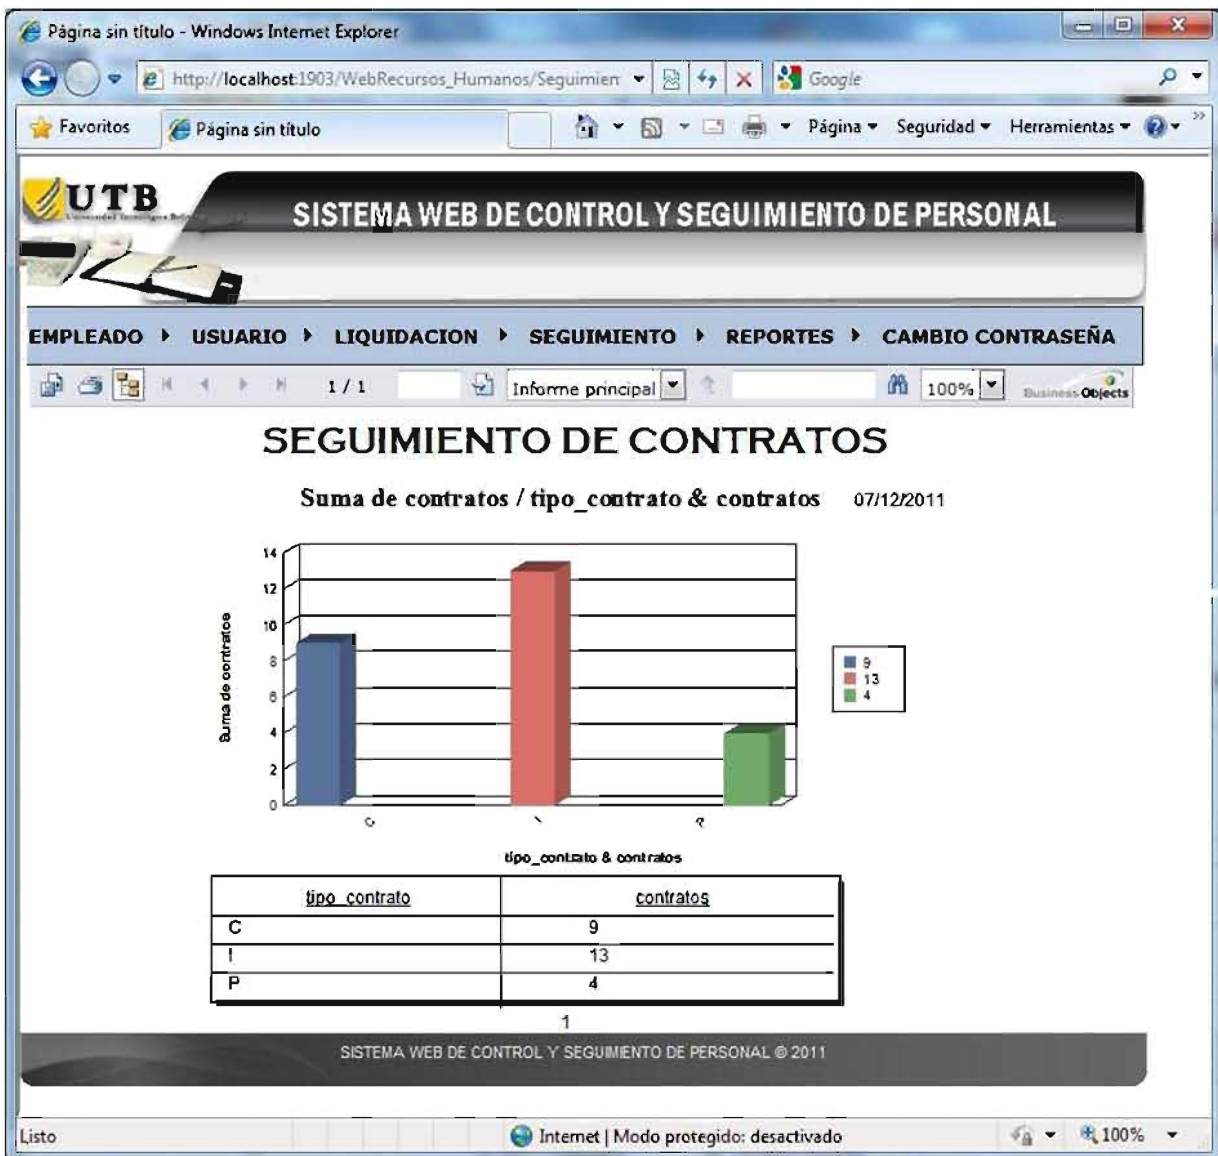 Página sin título - Windows Internet Explorer
http://localhost:1903/WebRecursos_Humanos/Seguimien
Google
Favoritos
Página sin título
Página
Seguridad
Herramientas
UTB
SISTEMA WEB DE CONTROL Y SEGUIMIENTO DE PERSONAL
EMPLEADO USUARIO LIQUIDACION SEGUIMIENTO REPORTES CAMBIO CONTRASEÑA
1 / 1
Informe principal
100%
Business Objects
SEGUIMIENTO DE CONTRATOS
Suma de contratos / tipo_contrato & contratos 07/12/2011
14
12
10
8
6
4
2
0
Suma de contratos
9
13
4
C I P
tipo_contrato & contratos
tipo_contrato contratos
C 9
I 13
P 4
1
SISTEMA WEB DE CONTROL Y SEGUIMIENTO DE PERSONAL © 2011
Listo
Internet | Modo protegido: desactivado
100%